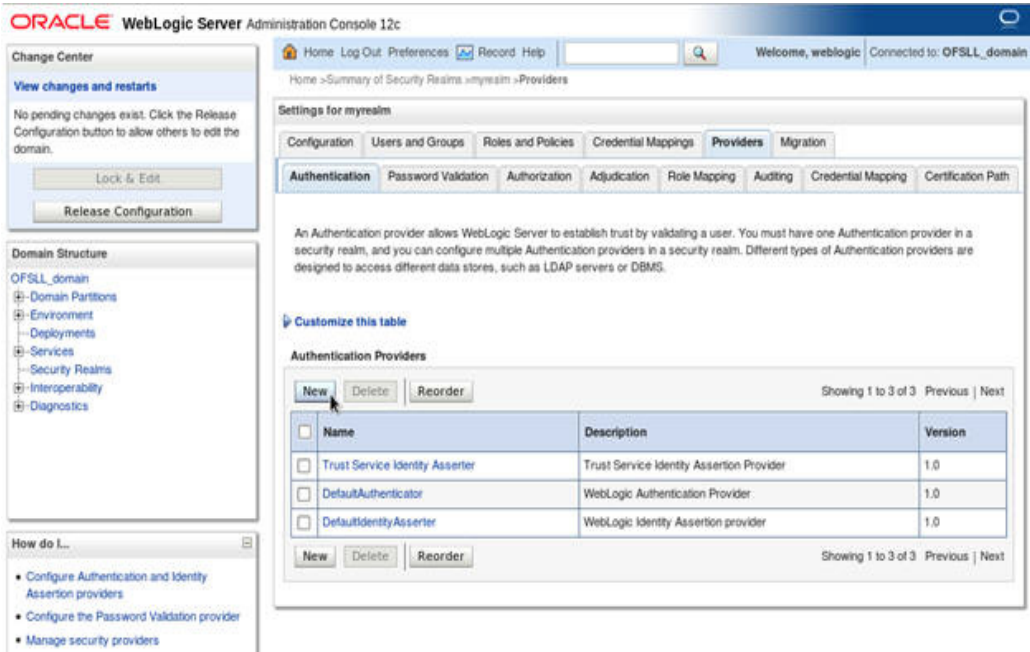 ORACLE WebLogic Server Administration Console 12c
Change Center
View changes and restarts
No pending changes exist. Click the Release
Configuration button to allow others to edit the
domain.
Lock & Edit
Release Configuration
Domain Structure
OFSLL_domain
Domain Partitions
Environment
Deployments
Services
Security Realms
Interoperability
Diagnostics
How do I...
Configure Authentication and Identity
Assertion providers
Configure the Password Validation provider
Manage security providers
Home Log Out Preferences Record Help
Welcome, weblogic Connected to: OFSLL_domain
Home >Summary of Security Realms >myrealm >Providers
Settings for myrealm
Configuration Users and Groups Roles and Policies Credential Mappings Providers Migration
Authentication Password Validation Authorization Adjudication Role Mapping Auditing Credential Mapping Certification Path
An Authentication provider allows WebLogic Server to establish trust by validating a user. You must have one Authentication provider in a
security realm, and you can configure multiple Authentication providers in a security realm. Different types of Authentication providers are
designed to access different data stores, such as LDAP servers or DBMS.
Customize this table
Authentication Providers
New Delete Reorder Showing 1 to 3 of 3 Previous | Next
Name Description Version
Trust Service Identity Asserter Trust Service Identity Assertion Provider 1.0
DefaultAuthenticator WebLogic Authentication Provider 1.0
DefaultIdentityAsserter WebLogic Identity Assertion provider 1.0
New Delete Reorder Showing 1 to 3 of 3 Previous | Next